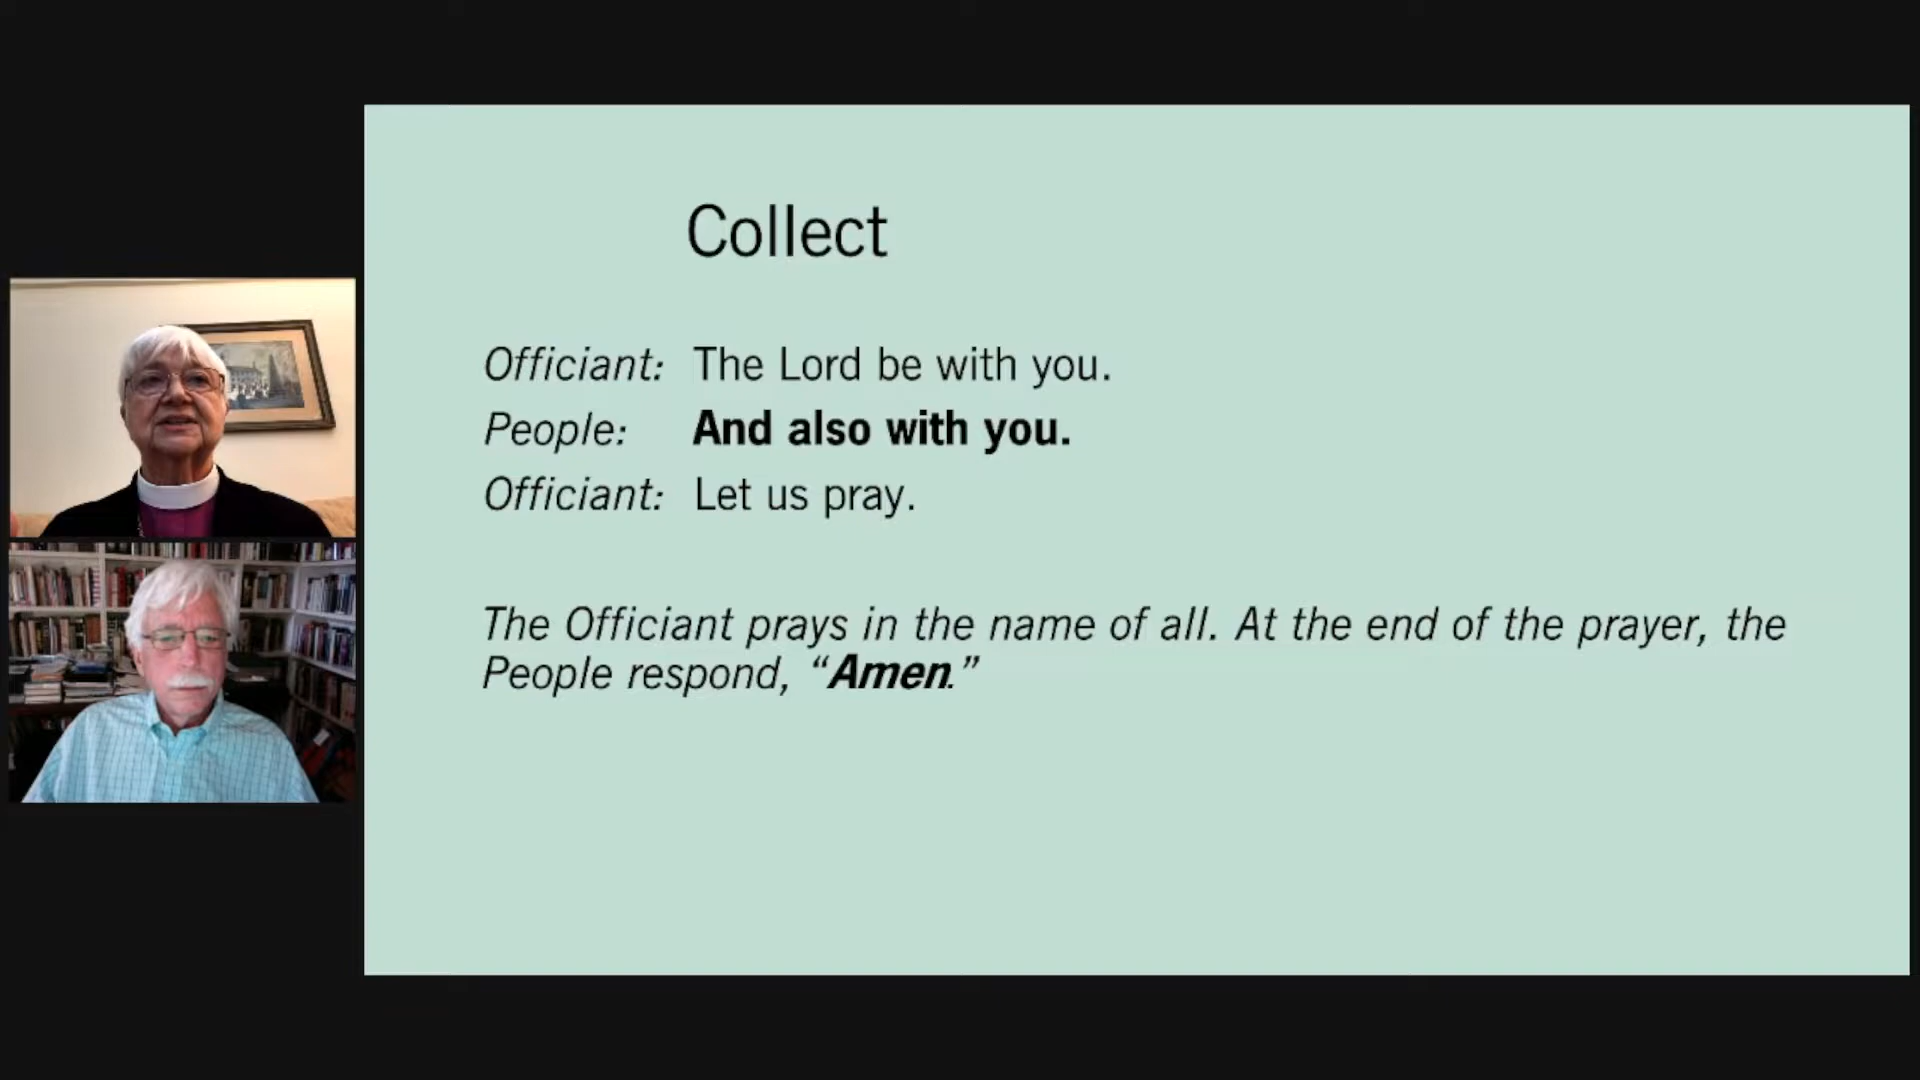 Collect
Officiant: The Lord be with you.
People: And also with you.
Officiant: Let us pray.
The Officiant prays in the name of all. At the end of the prayer, the
People respond, “Amen.”